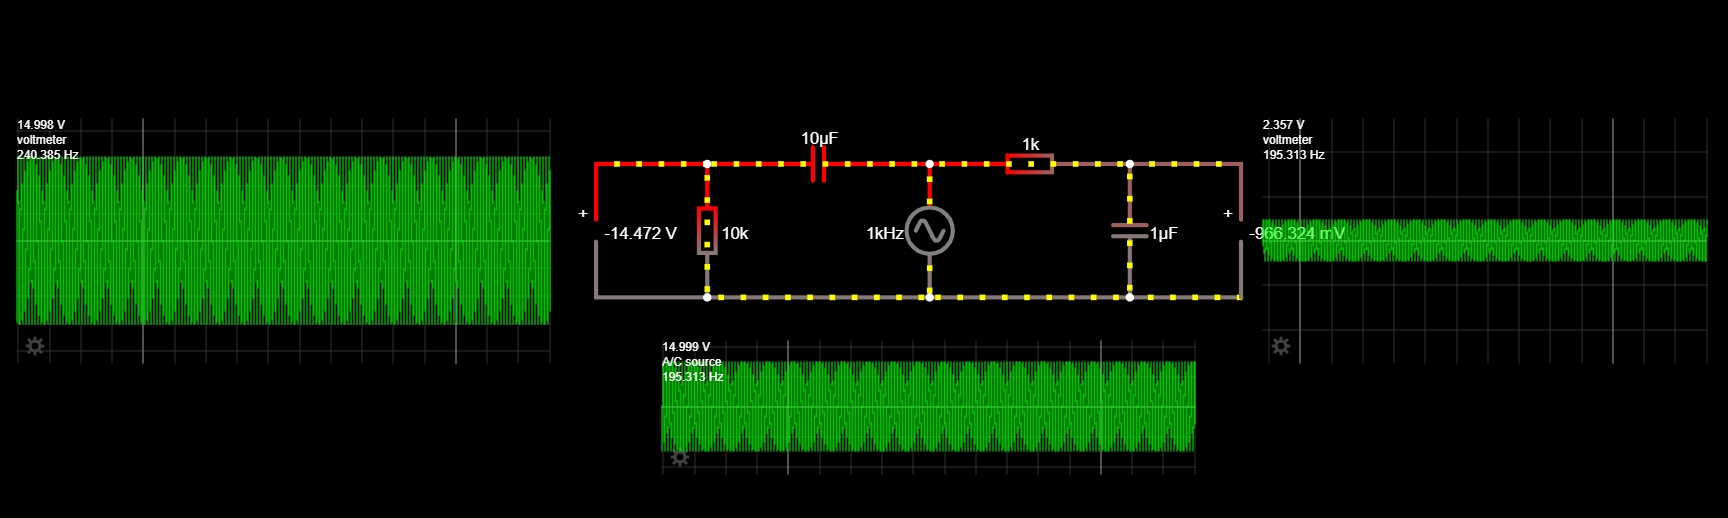 14.998 V
voltmeter
240.385 Hz
10µF
1k
+
-14.472 V
10k
1kHz
1µF
+
-966.324 mV
2.357 V
voltmeter
195.313 Hz
14.999 V
A/C source
195.313 Hz